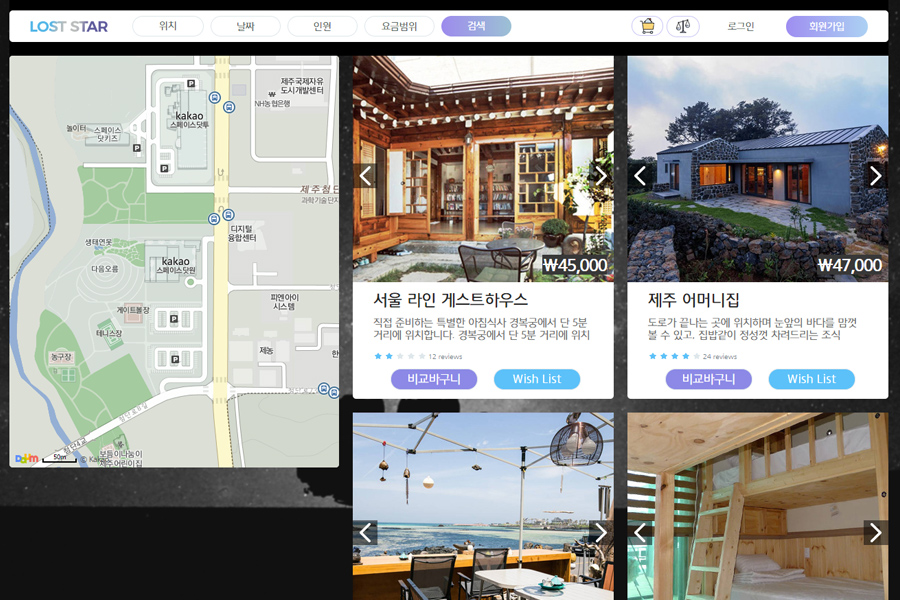 LOST STAR
위치
날짜
인원
요금범위
검색
로그인
회원가입
제주국제자유
도시개발센터
NH농협은행
kakao
스페이스닷투
놀이터
스페이스
닷키즈
P
P
P
제주첨단
과학기술단지
디지털
융합센터
생태연못
다음오름
kakao
스페이스닷원
피엔아이
시스템
게이트볼장
P
테니스장
농구장
제농
한
P
첨단로8길
보들이나눔이
제주어린이집
50m
₩45,000
서울 라인 게스트하우스
직접 준비하는 특별한 아침식사 경복궁에서 단 5분
거리에 위치합니다. 경복궁에서 단 5분 거리에 위치
12 reviews
비교바구니
Wish List
₩47,000
제주 어머니집
도로가 끝나는 곳에 위치하며 눈앞의 바다를 맘껏
볼 수 있고, 집밥같이 정성껏 차려드리는 조식
24 reviews
비교바구니
Wish List